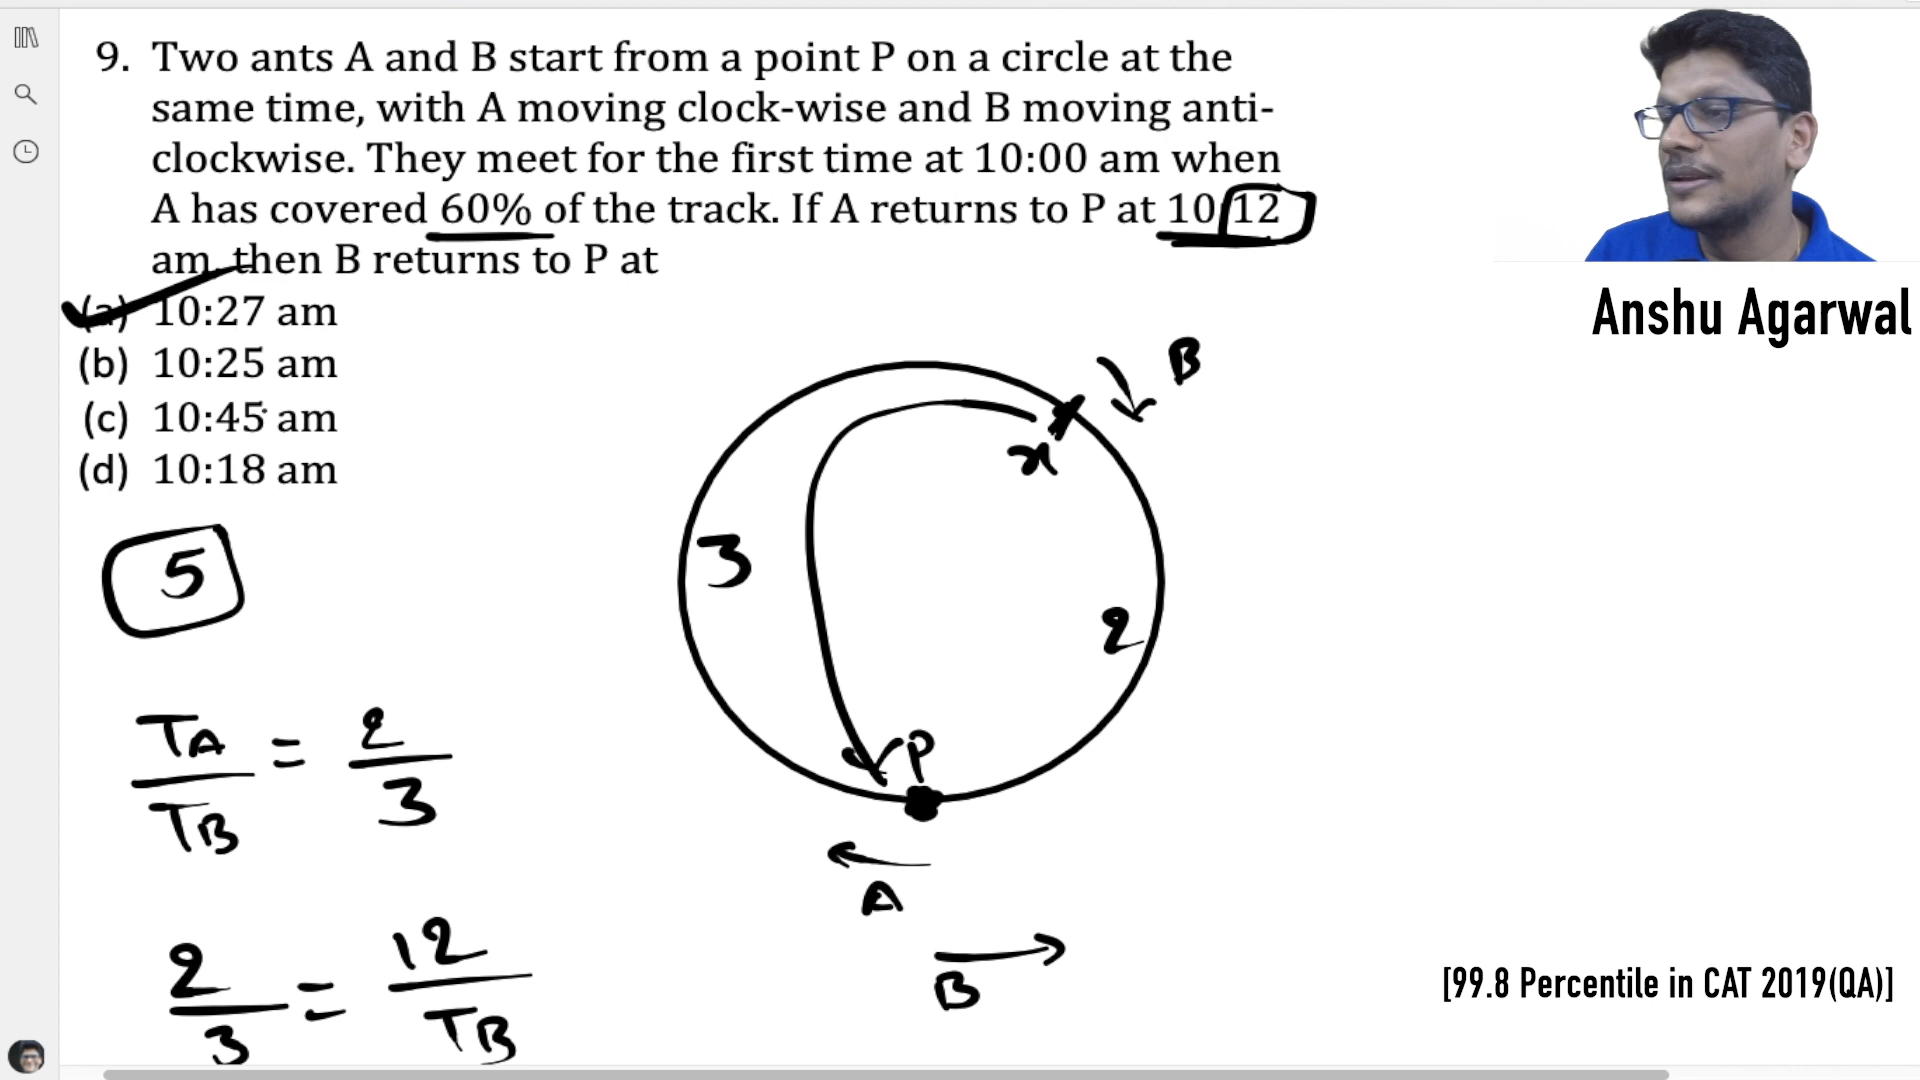 9. Two ants A and B start from a point P on a circle at the
same time, with A moving clock-wise and B moving anti-
clockwise. They meet for the first time at 10:00 am when
A has covered 60% of the track. If A returns to P at 10:12
am, then B returns to P at
(a) 10:27 am
(b) 10:25 am
(c) 10:45 am
(d) 10:18 am
Anshu Agarwal
B
x
3
5
2
TA/TB = 2/3
P
A
2/3 = 12/TB
B
[99.8 Percentile in CAT 2019(QA)]